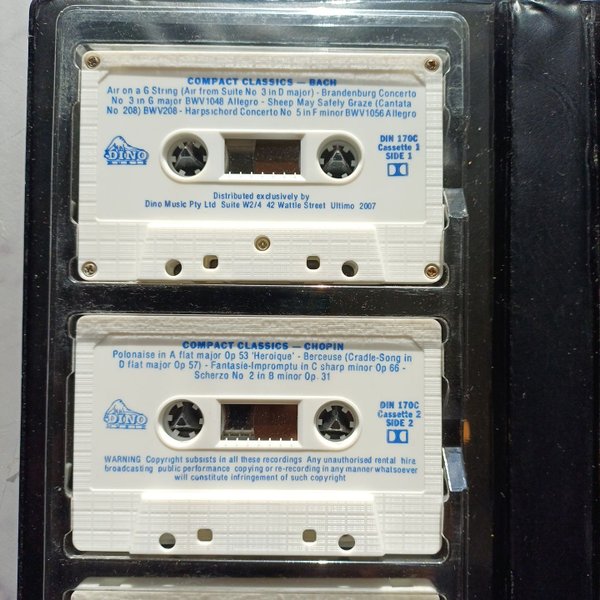 COMPACT CLASSICS — BACH
Air on a G String (Air from Suite No 3 in D major) - Brandenburg Concerto
No 3 in G major BWV1048 Allegro - Sheep May Safely Graze (Cantata
No 208) BWV208 - Harpsichord Concerto No 5 in F minor BWV1056 Allegro
DINO
DIN 170C
Cassette 1
SIDE 1
Distributed exclusively by
Dino Music Pty Ltd Suite W2/4 42 Wattle Street Ultimo 2007
COMPACT CLASSICS — CHOPIN
Polonaise in A flat major Op 53 'Heroique' - Berceuse (Cradle-Song in
D flat major Op 57) - Fantasie-Impromptu in C sharp minor Op 66 -
Scherzo No 2 in B minor Op. 31
DINO
DIN 170C
Cassette 2
SIDE 2
WARNING Copyright subsists in all these recordings Any unauthorised rental hire
broadcasting public performance copying or re-recording in any manner whatsoever
will constitute infringement of such copyright